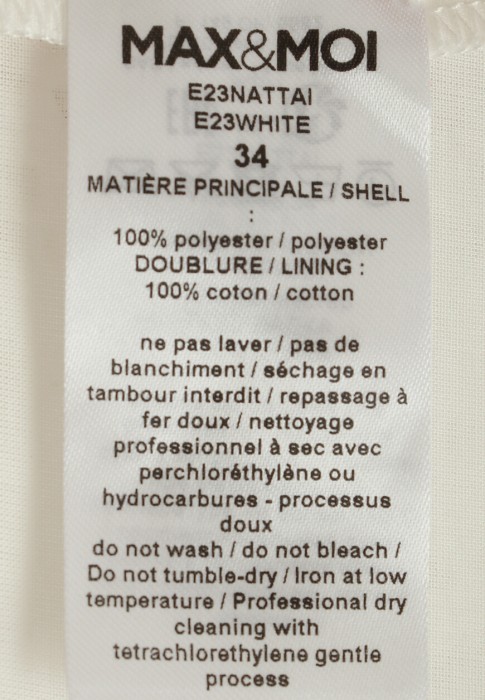 MAX&MOI
E23NATTAI
E23WHITE
34
MATIÈRE PRINCIPALE / SHELL
:
100% polyester / polyester
DOUBLURE / LINING :
100% coton / cotton
ne pas laver / pas de
blanchiment / séchage en
tambour interdit / repassage à
fer doux / nettoyage
professionnel à sec avec
perchloréthylène ou
hydrocarbures - processus
doux
do not wash / do not bleach /
Do not tumble-dry / Iron at low
temperature / Professional dry
cleaning with
tetrachlorethylene gentle
process